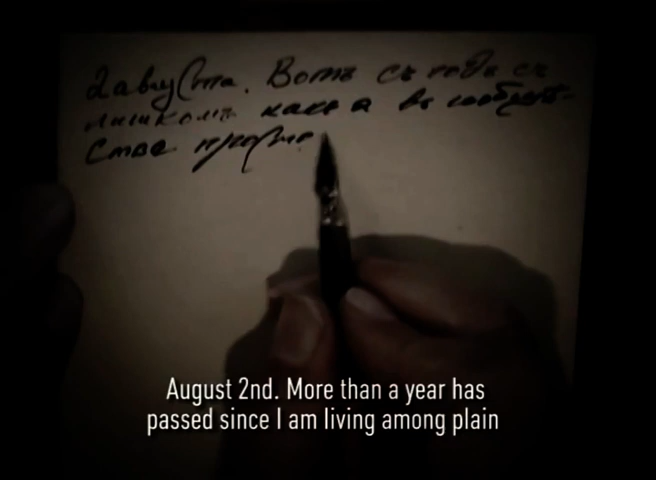 2 августа. Вотъ съ годъ съ
лишкомъ какъ я въ сообще-
стве
August 2nd. More than a year has
passed since I am living among plain